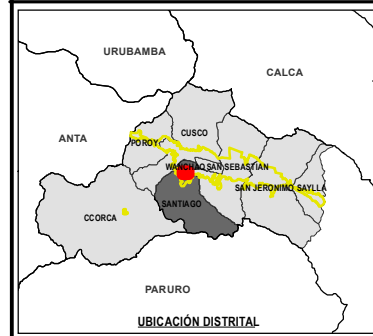 URUBAMBA
CALCA
ANTA
CUSCO
POROY
WANCHAQ SAN SEBASTIAN
SAN JERONIMO SAYLLA
SANTIAGO
CCORCA
PARURO
UBICACIÓN DISTRITAL